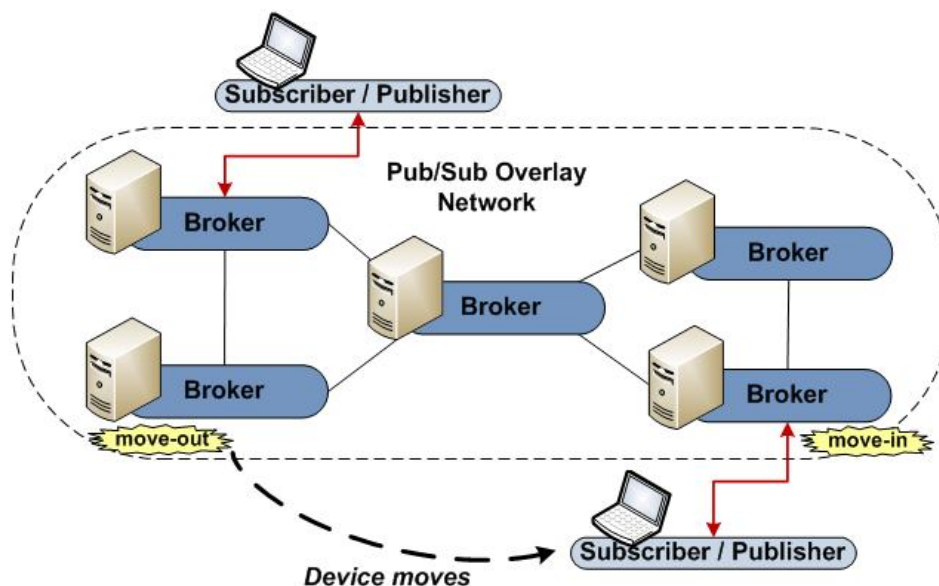 Subscriber / Publisher
Pub/Sub Overlay
Network
Broker
Broker
Broker
Broker
Broker
move-out
move-in
Subscriber / Publisher
Device moves